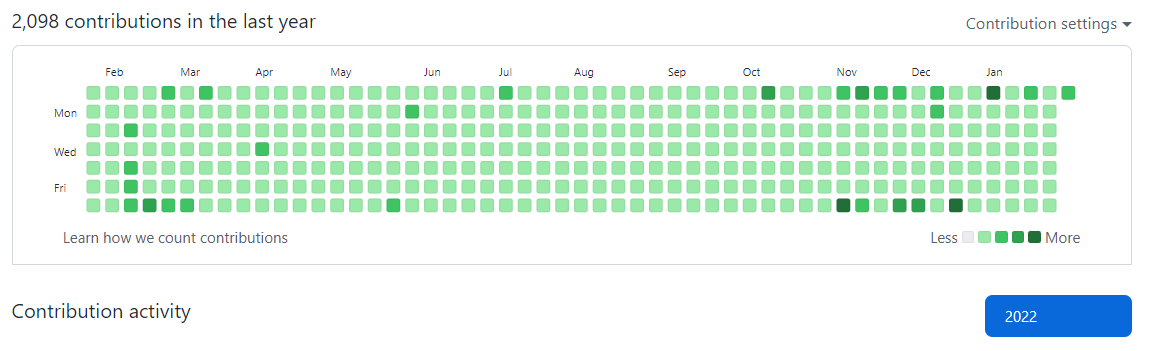 2,098 contributions in the last year
Contribution settings
Feb Mar Apr May Jun Jul Aug Sep Oct Nov Dec Jan
Mon
Wed
Fri
Learn how we count contributions
Less More
Contribution activity
2022